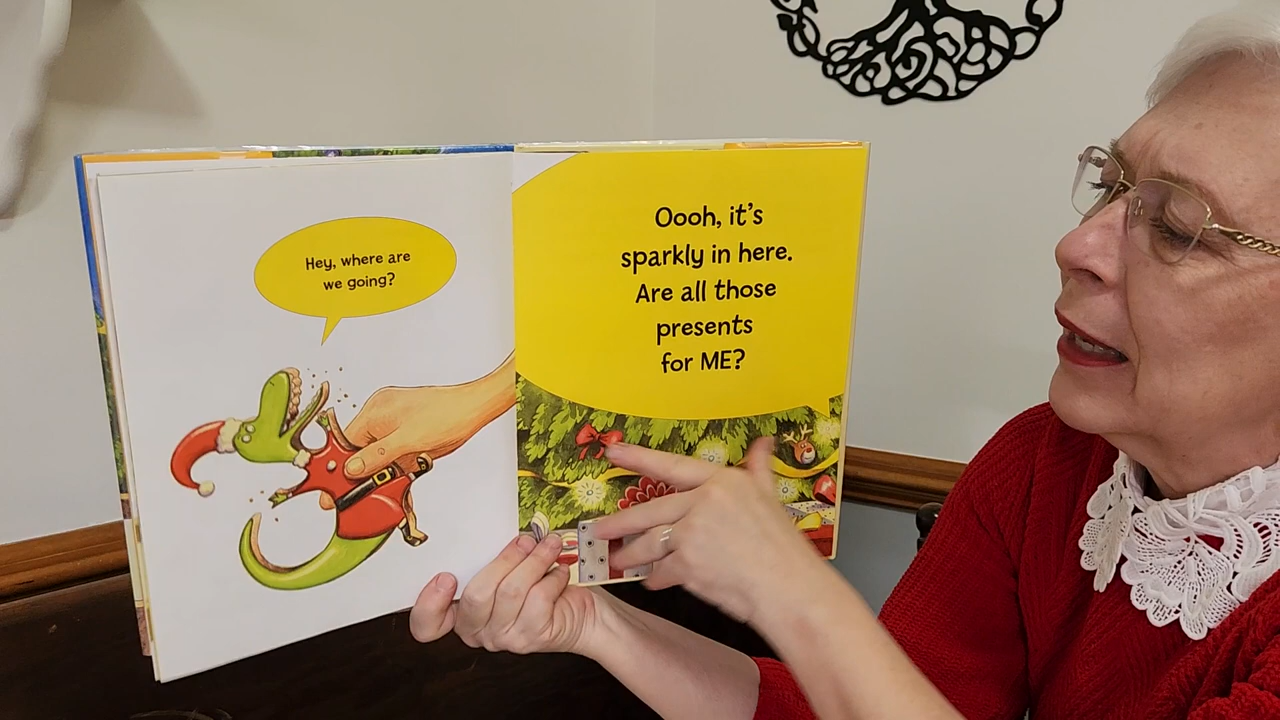 Hey, where are
we going?
Oooh, it's
sparkly in here.
Are all those
presents
for ME?